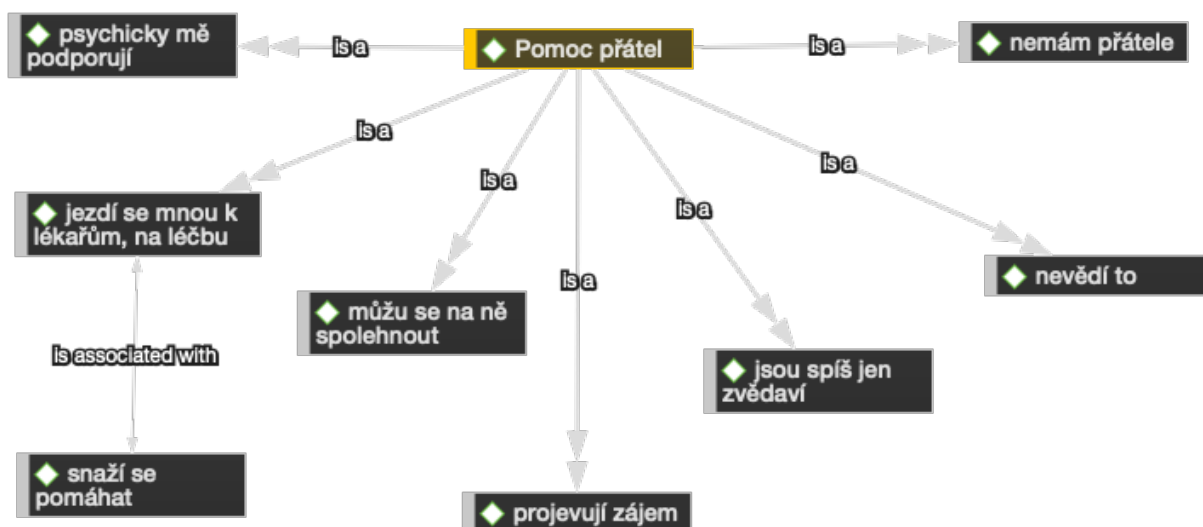 psychicky mě
podporují
is a
Pomoc přátel
is a
nemám přátele
is a
is a
is a
is a
is a
jezdí se mnou k
lékařům, na léčbu
nevědí to
můžu se na ně
spolehnout
is associated with
jsou spíš jen
zvědaví
snaží se
pomáhat
projevují zájem